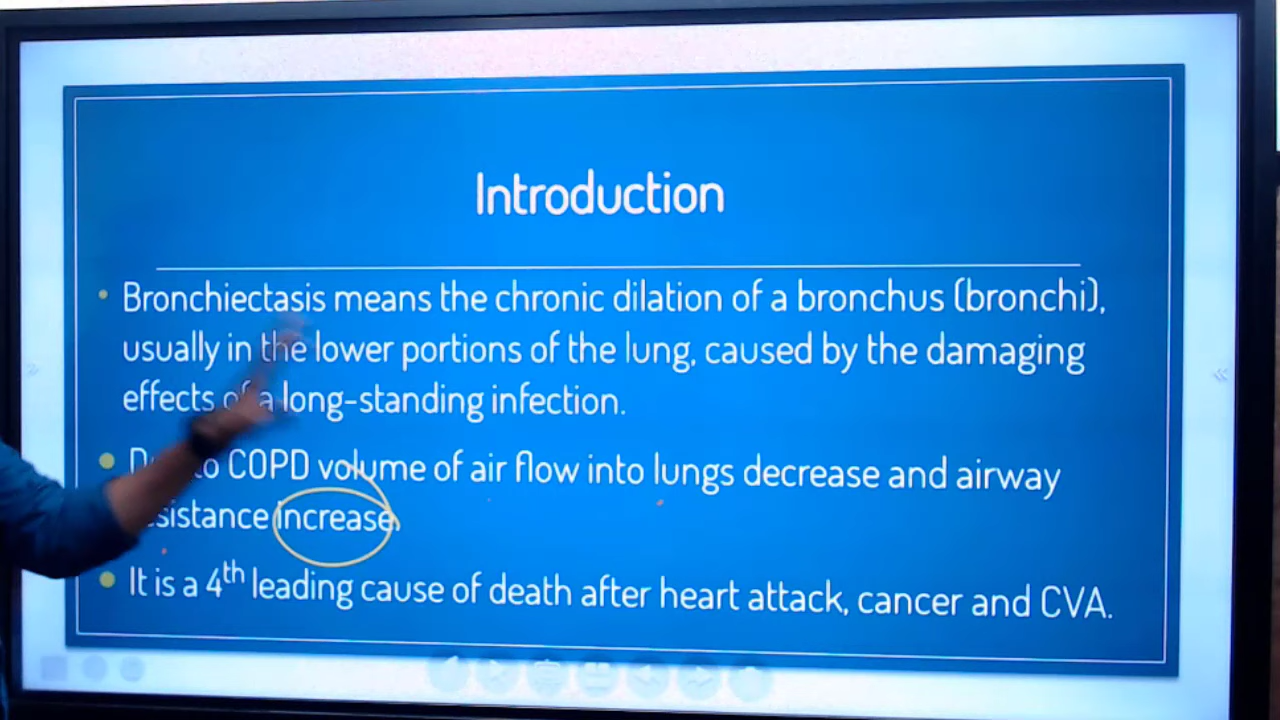 Introduction
Bronchiectasis means the chronic dilation of a bronchus (bronchi),
usually in the lower portions of the lung, caused by the damaging
effects of a long-standing infection.
to COPD volume of air flow into lungs decrease and airway
Increase
It is a 4th leading cause of death after heart attack, cancer and CVA.